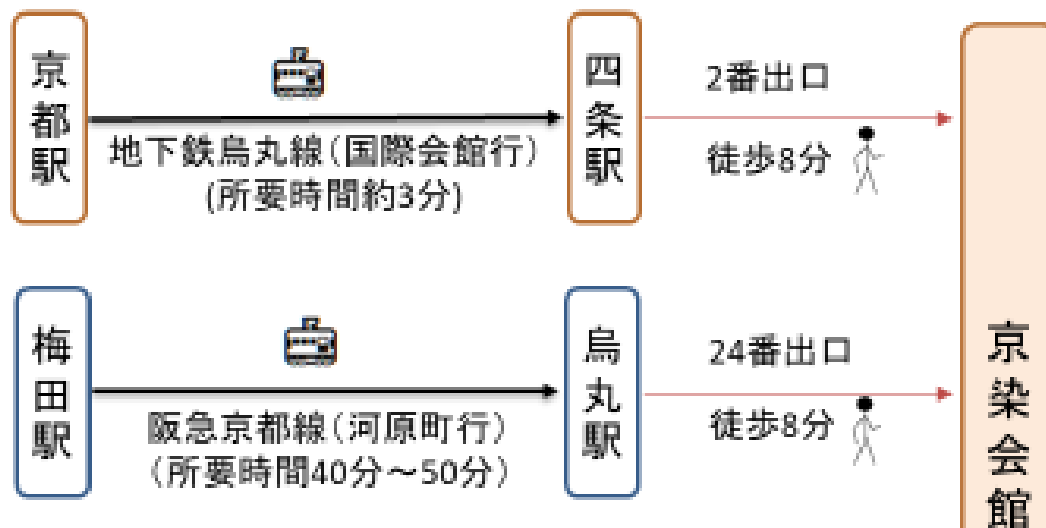 京都駅
地下鉄烏丸線（国際会館行）
(所要時間約3分)
四条駅
2番出口
徒歩8分
梅田駅
阪急京都線（河原町行）
（所要時間40分～50分）
烏丸駅
24番出口
徒歩8分
京染会館